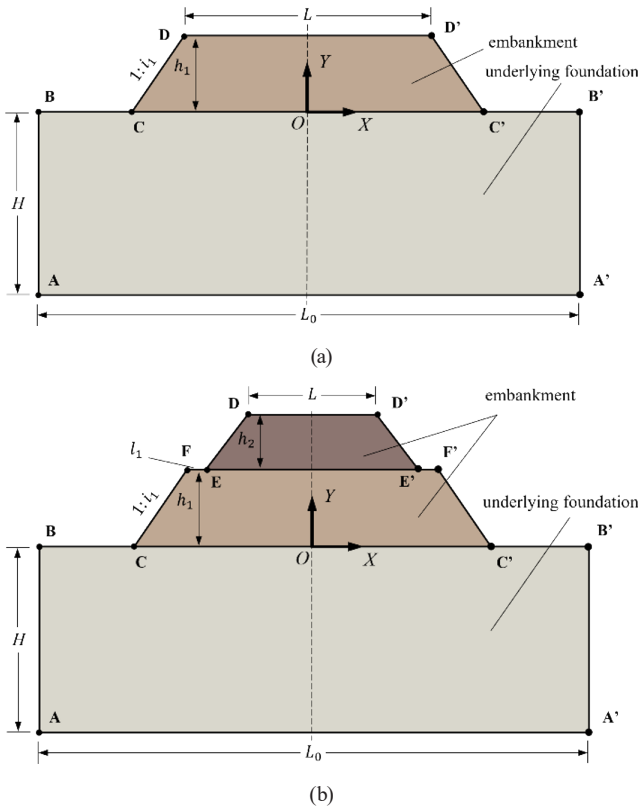 L
D
D'
embankment
1:i₁
h₁
Y
underlying foundation
B
B'
C
O
X
C'
H
A
A'
L₀
(a)
D
L
D'
embankment
h₂
l₁
F
F'
E
E'
1:i₁
h₁
Y
underlying foundation
B
B'
C
O
X
C'
H
A
A'
L₀
(b)